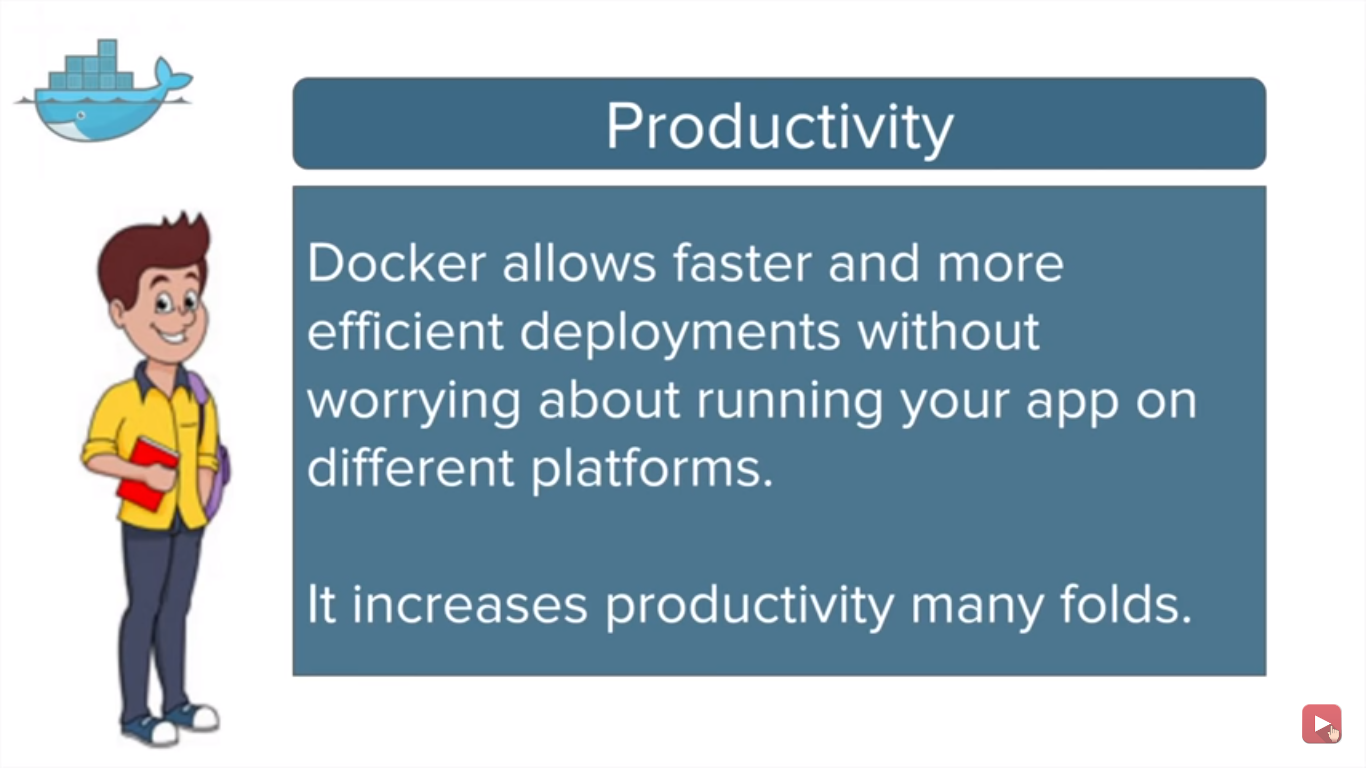 Productivity
Docker allows faster and more
efficient deployments without
worrying about running your app on
different platforms.
It increases productivity many folds.